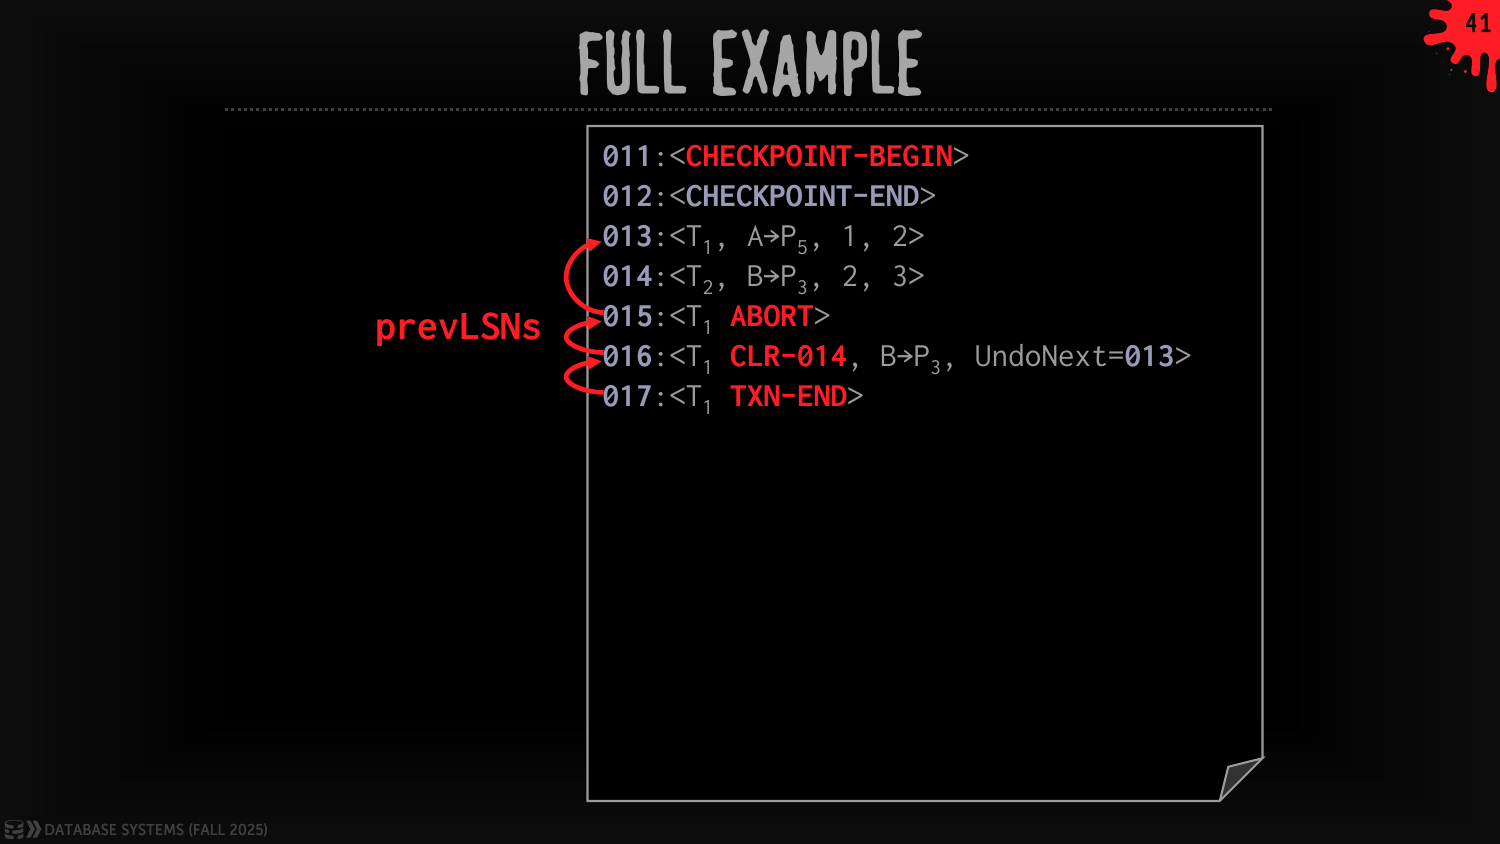 41
FULL EXAMPLE
011:<CHECKPOINT-BEGIN>
012:<CHECKPOINT-END>
013:<T1, A→P5, 1, 2>
014:<T2, B→P3, 2, 3>
015:<T1 ABORT>
prevLSNs
016:<T1 CLR-014, B→P3, UndoNext=013>
017:<T1 TXN-END>
DATABASE SYSTEMS (FALL 2025)